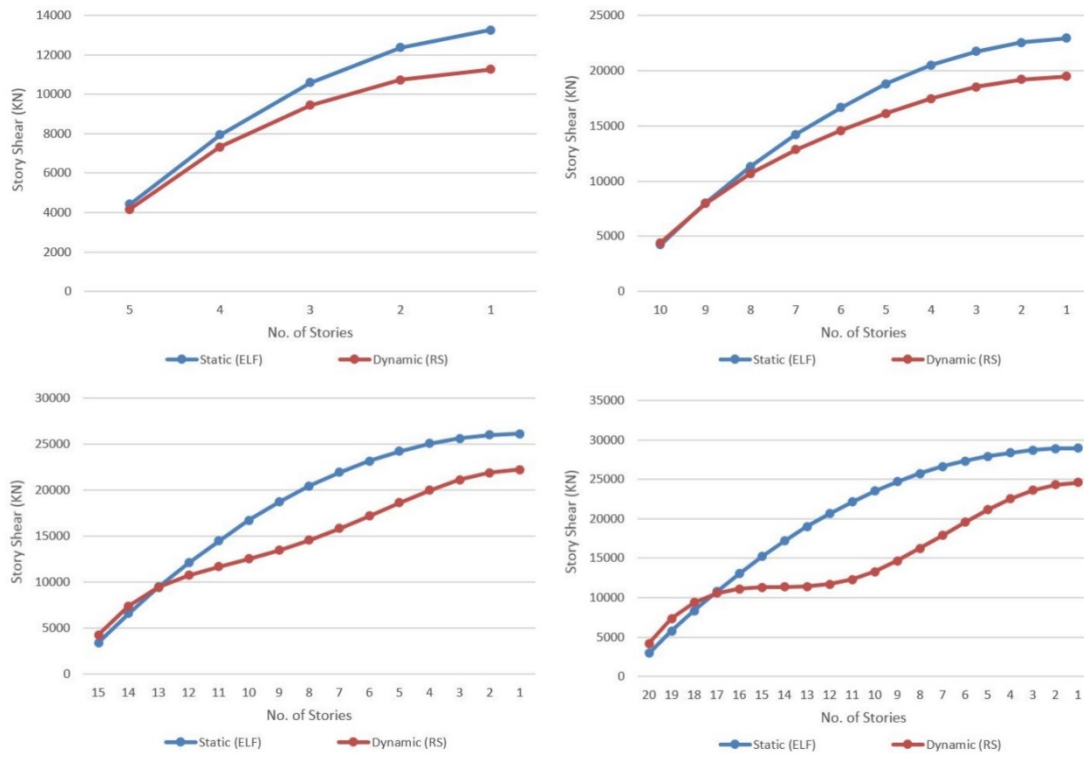 14000
12000
10000
8000
6000
4000
2000
0
Story Shear (KN)
5 4 3 2 1
No. of Stories
Static (ELF) Dynamic (RS)
25000
20000
15000
10000
5000
0
Story Shear (KN)
10 9 8 7 6 5 4 3 2 1
No. of Stories
Static (ELF) Dynamic (RS)
30000
25000
20000
15000
10000
5000
0
Story Shear (KN)
15 14 13 12 11 10 9 8 7 6 5 4 3 2 1
No. of Stories
Static (ELF) Dynamic (RS)
35000
30000
25000
20000
15000
10000
5000
0
Story Shear (KN)
20 19 18 17 16 15 14 13 12 11 10 9 8 7 6 5 4 3 2 1
No. of Stories
Static (ELF) Dynamic (RS)